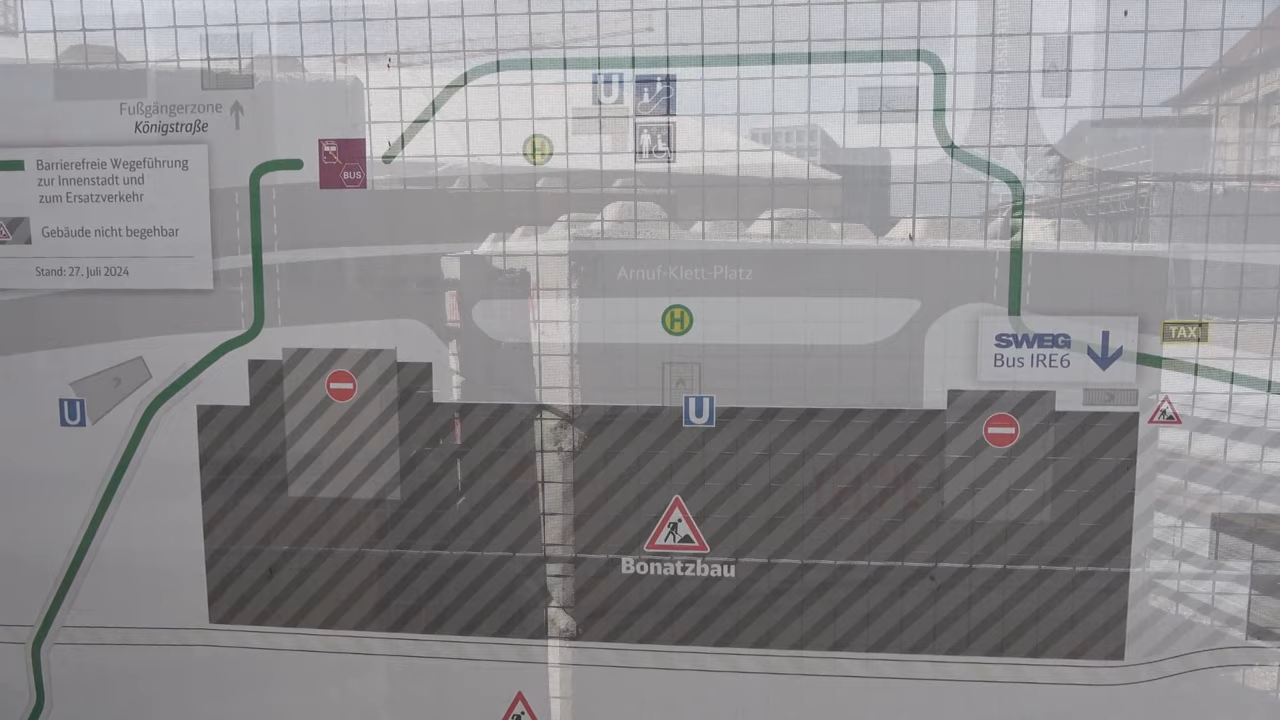 U
Fußgängerzone
Königstraße
H
BUS
Barrierefreie Wegeführung
zur Innenstadt und
zum Ersatzverkehr
Gebäude nicht begehbar
Stand: 27. Juli 2024
Arnuf-Klett-Platz
H
SWEG
Bus IRE6
TAXI
U
U
Bonatzbau